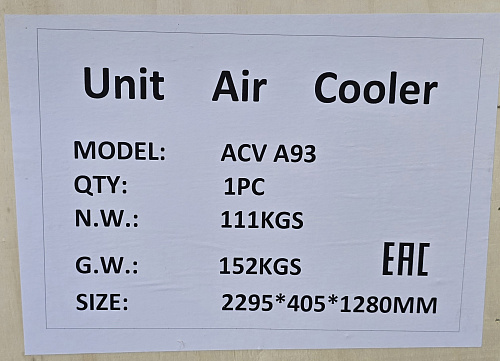 Unit Air Cooler
MODEL: ACV A93
QTY: 1PC
N.W.: 111KGS
G.W.: 152KGS EAC
SIZE: 2295*405*1280MM